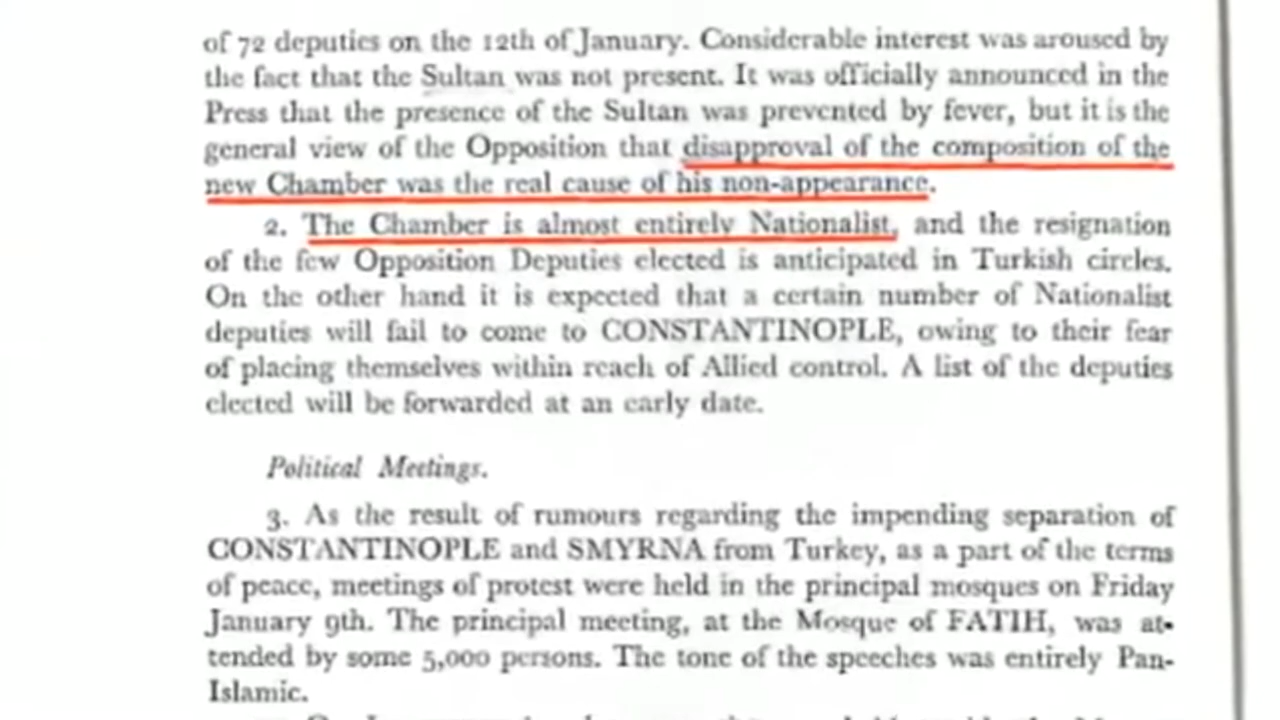 of 72 deputies on the 12th of January. Considerable interest was aroused by
the fact that the Sultan was not present. It was officially announced in the
Press that the presence of the Sultan was prevented by fever, but it is the
general view of the Opposition that disapproval of the composition of the
new Chamber was the real cause of his non-appearance.
2. The Chamber is almost entirely Nationalist, and the resignation
of the few Opposition Deputies elected is anticipated in Turkish circles.
On the other hand it is expected that a certain number of Nationalist
deputies will fail to come to CONSTANTINOPLE, owing to their fear
of placing themselves within reach of Allied control. A list of the deputies
elected will be forwarded at an early date.
Political Meetings.
3. As the result of rumours regarding the impending separation of
CONSTANTINOPLE and SMYRNA from Turkey, as a part of the terms
of peace, meetings of protest were held in the principal mosques on Friday
January 9th. The principal meeting, at the Mosque of FATIH, was at-
tended by some 5,000 persons. The tone of the speeches was entirely Pan-
Islamic.